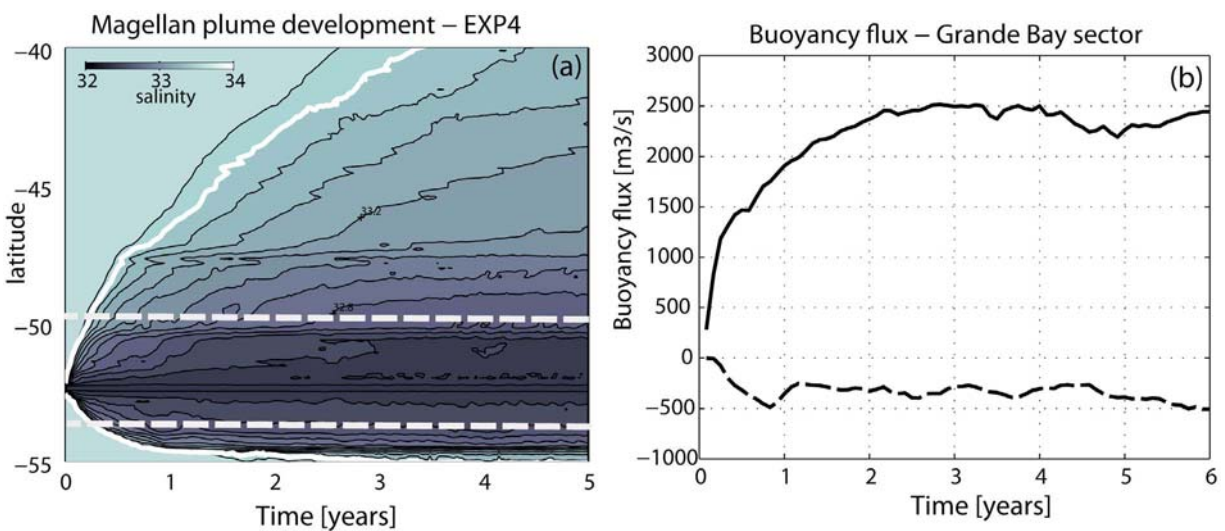 Magellan plume development – EXP4
(a)
32 33 34
salinity
33.2
32.8
−40
−45
−50
−55
latitude
0 1 2 3 4 5
Time [years]
Buoyancy flux – Grande Bay sector
(b)
3000
2500
2000
1500
1000
500
0
−500
−1000
Buoyancy flux [m3/s]
1 2 3 4 5 6
Time [years]